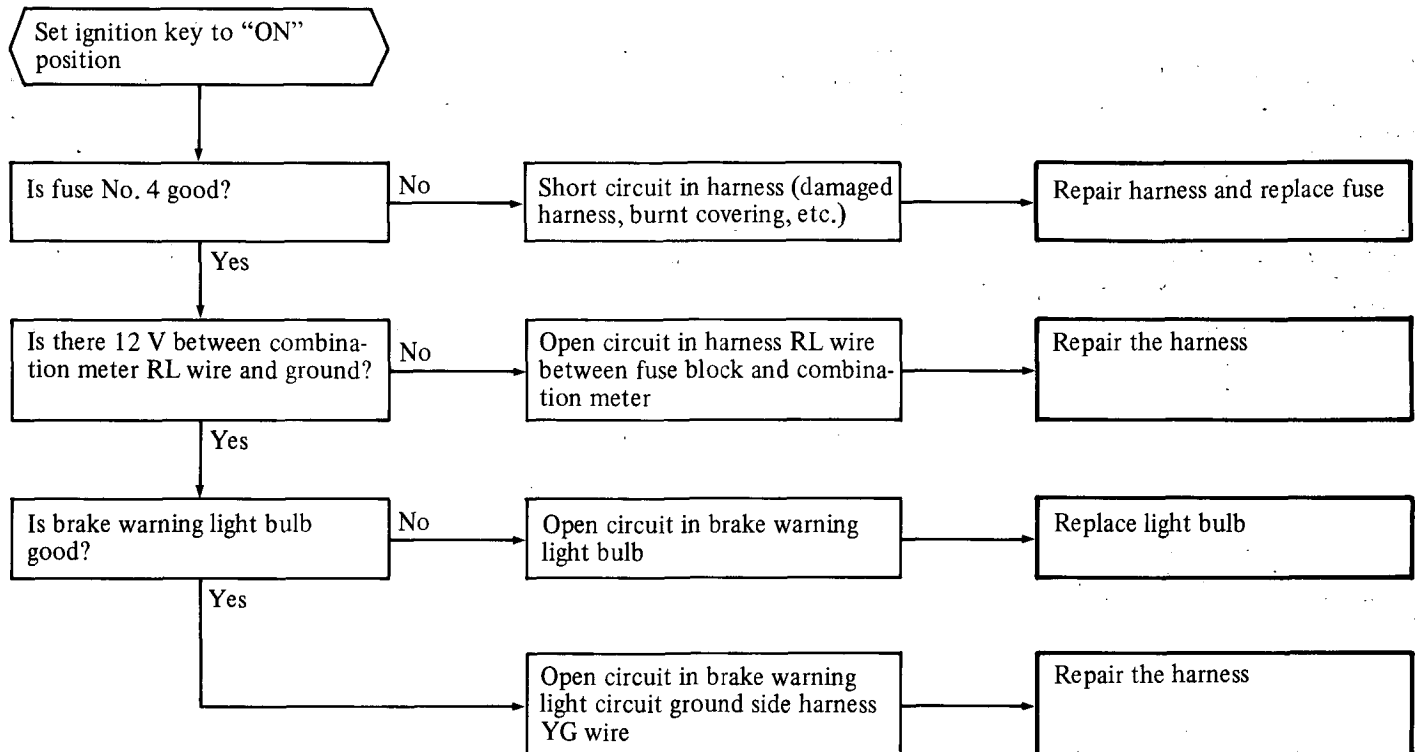 Set ignition key to “ON”
position
Is fuse No. 4 good?
No
Short circuit in harness (damaged
harness, burnt covering, etc.)
Repair harness and replace fuse
Yes
Is there 12 V between combina-
tion meter RL wire and ground?
No
Open circuit in harness RL wire
between fuse block and combina-
tion meter
Repair the harness
Yes
Is brake warning light bulb
good?
No
Open circuit in brake warning
light bulb
Replace light bulb
Yes
Open circuit in brake warning
light circuit ground side harness
YG wire
Repair the harness